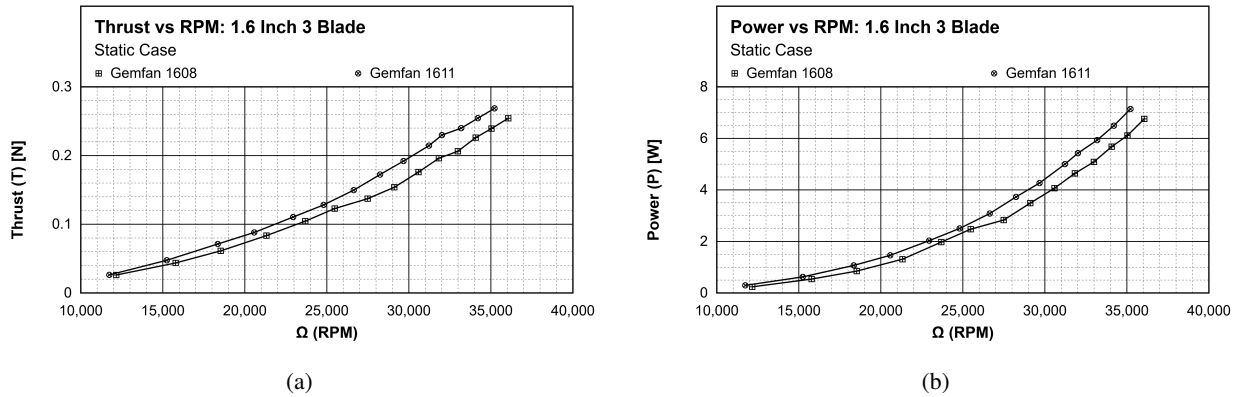 Thrust vs RPM: 1.6 Inch 3 Blade
Static Case
Gemfan 1608
Gemfan 1611
0.3
0.2
0.1
0
Thrust (T) [N]
10,000
15,000
20,000
25,000
30,000
35,000
40,000
Ω (RPM)
(a)
Power vs RPM: 1.6 Inch 3 Blade
Static Case
Gemfan 1608
Gemfan 1611
8
6
4
2
0
Power (P) [W]
10,000
15,000
20,000
25,000
30,000
35,000
40,000
Ω (RPM)
(b)